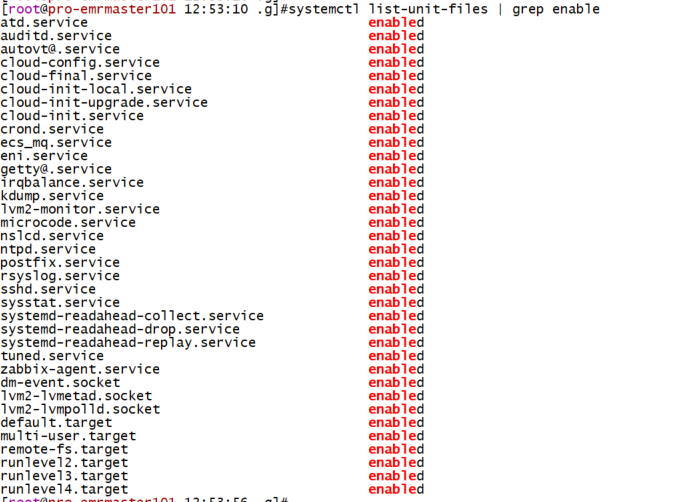 [root@pro-emrmaster101 12:53:10 .g]#systemctl list-unit-files | grep enable
atd.service enabled
auditd.service enabled
autovt@.service enabled
cloud-config.service enabled
cloud-final.service enabled
cloud-init-local.service enabled
cloud-init-upgrade.service enabled
cloud-init.service enabled
crond.service enabled
ecs_mq.service enabled
eni.service enabled
getty@.service enabled
irqbalance.service enabled
kdump.service enabled
lvm2-monitor.service enabled
microcode.service enabled
nslcd.service enabled
ntpd.service enabled
postfix.service enabled
rsyslog.service enabled
sshd.service enabled
sysstat.service enabled
systemd-readahead-collect.service enabled
systemd-readahead-drop.service enabled
systemd-readahead-replay.service enabled
tuned.service enabled
zabbix-agent.service enabled
dm-event.socket enabled
lvm2-lvmetad.socket enabled
lvm2-lvmpolld.socket enabled
default.target enabled
multi-user.target enabled
remote-fs.target enabled
runlevel2.target enabled
runlevel3.target enabled
runlevel4.target enabled
[root@pro-emrmaster101 12:53:56 .g]#